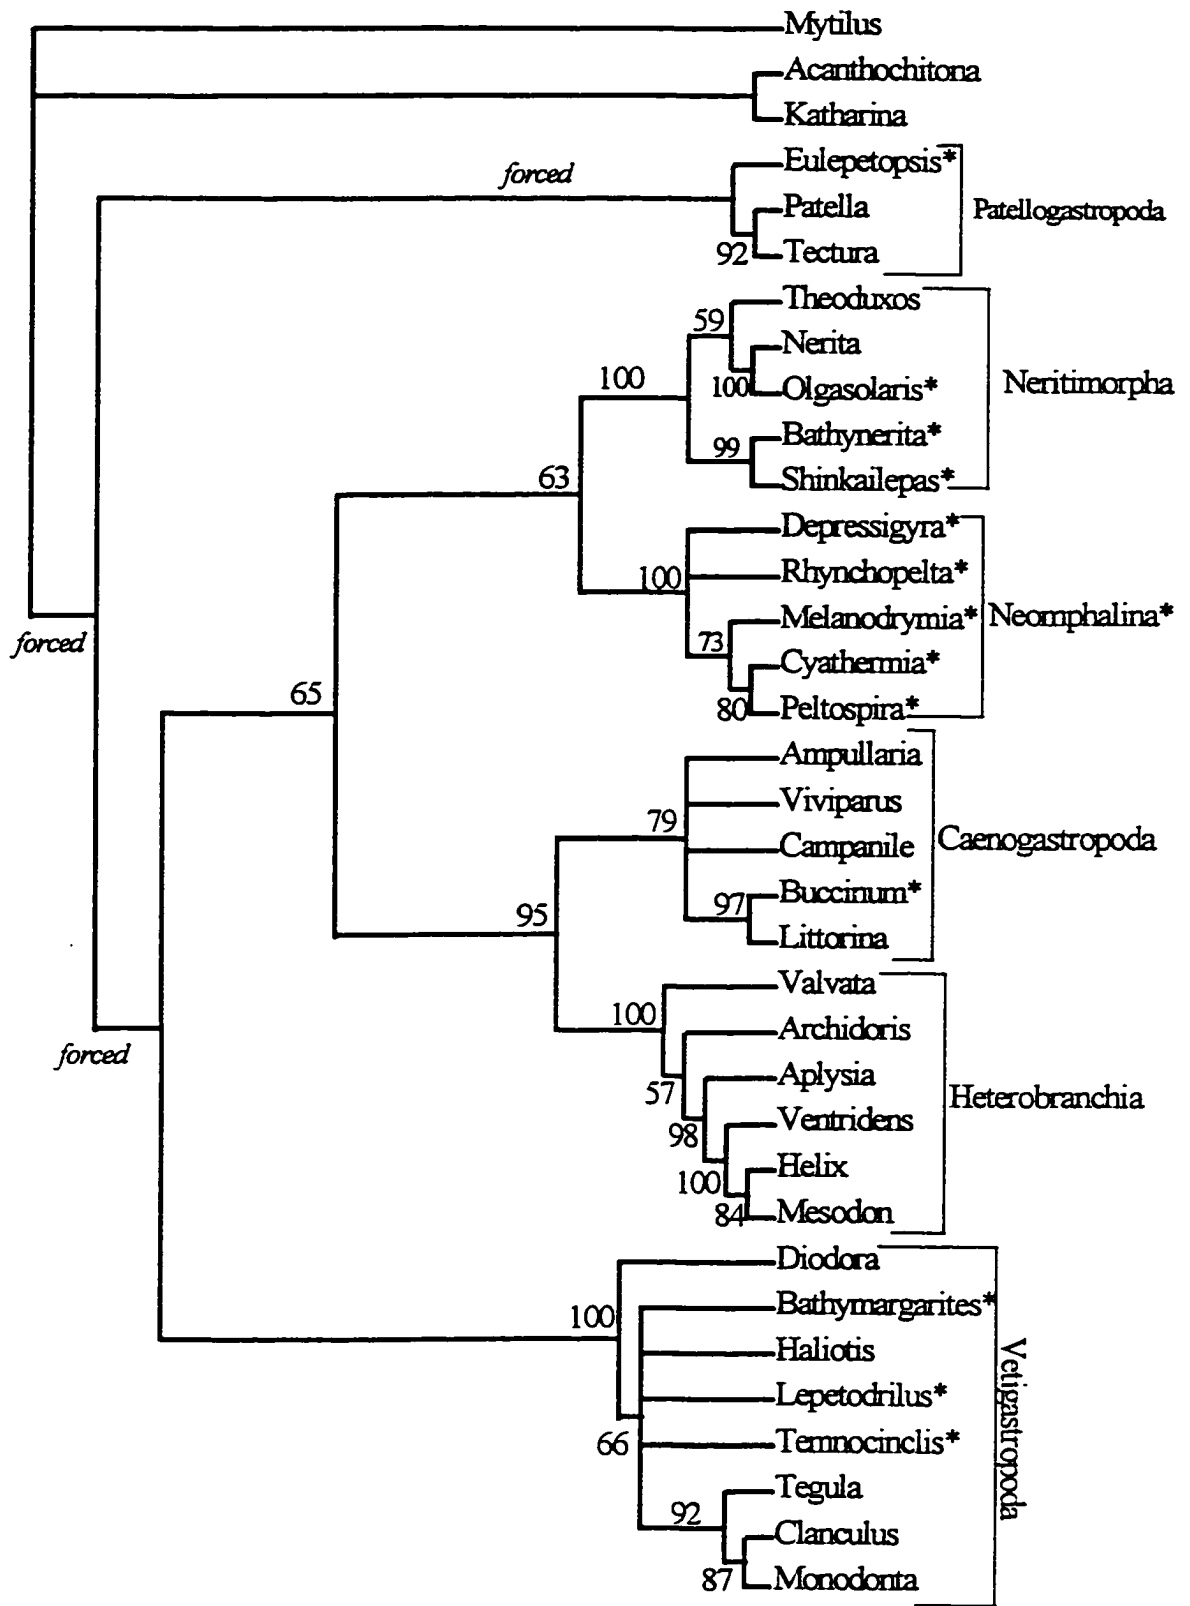 Mytilus
Acanthochitona
Katharina
Eulepetopsis*
forced
Patella
Patellogastropoda
92
Tectura
Theoduxos
59
Nerita
100
100
Olgasolaris*
Neritimorpha
Bathynerita*
99
63
Shinkailepas*
Depressigyra*
100
Rhynchopelta*
Melanodrymia*
Neomphalina*
forced
73
Cyathermia*
65
80
Peltospira*
Ampullaria
Viviparus
79
Campanile
Caenogastropoda
Buccinum*
97
95
Littorina
Valvata
100
Archidoris
forced
Aplysia
57
Heterobranchia
Ventridens
98
Helix
100
84
Mesodon
Diodora
Bathymargarites*
100
Haliotis
Lepetodrilus*
Vetigastropoda
66
Temnocinclis*
Tegula
92
Clanculus
87
Monodonta